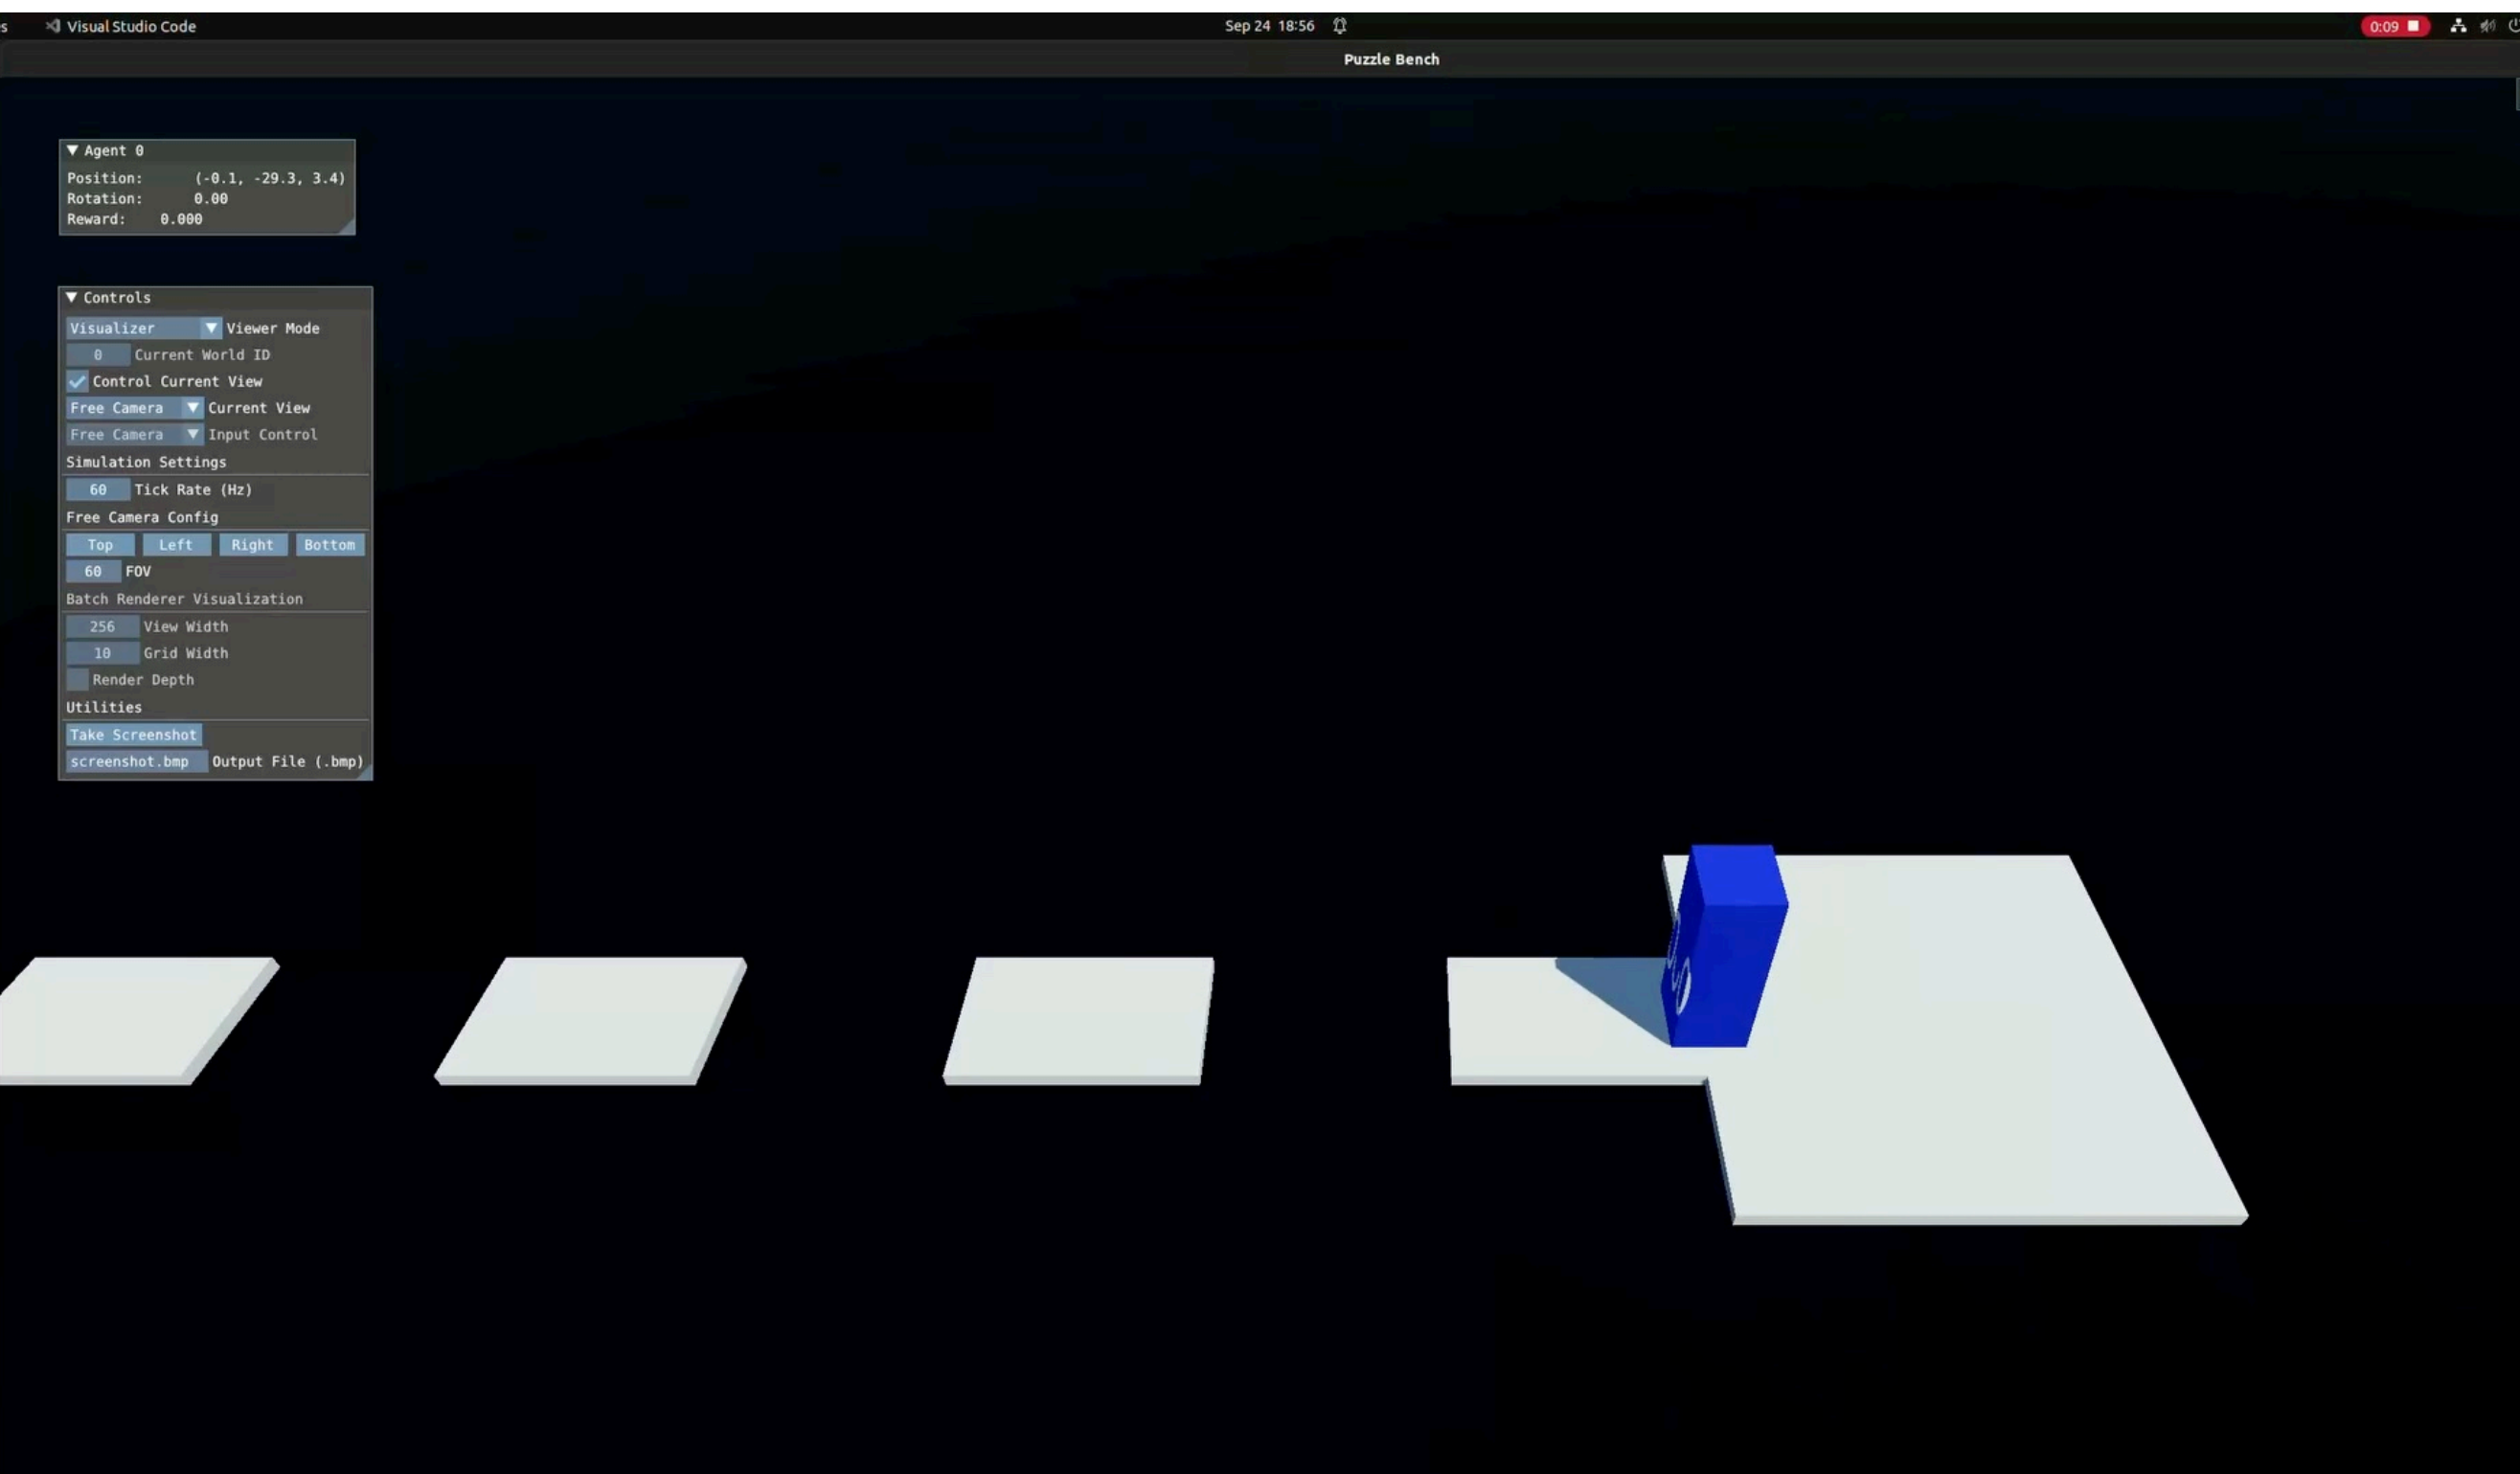 Visual Studio Code
Sep 24 18:56
0:09
Puzzle Bench
Agent 0
Position: (-0.1, -29.3, 3.4)
Rotation: 0.00
Reward: 0.000
Controls
Visualizer Viewer Mode
0 Current World ID
Control Current View
Free Camera Current View
Free Camera Input Control
Simulation Settings
60 Tick Rate (Hz)
Free Camera Config
Top Left Right Bottom
60 FOV
Batch Renderer Visualization
256 View Width
10 Grid Width
Render Depth
Utilities
Take Screenshot
screenshot.bmp Output File (.bmp)